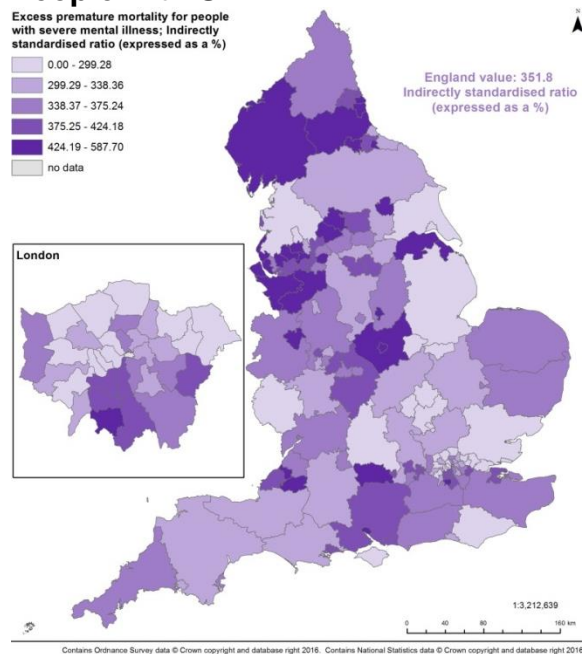 Excess premature mortality for people
with severe mental illness; Indirectly
standardised ratio (expressed as a %)
0.00 - 299.28
299.29 - 338.36
338.37 - 375.24
375.25 - 424.18
424.19 - 587.70
no data
N
England value: 351.8
Indirectly standardised ratio
(expressed as a %)
London
1:3,212,639
0 40 80 160 km
Contains Ordnance Survey data © Crown copyright and database right 2016. Contains National Statistics data © Crown copyright and database right 2016